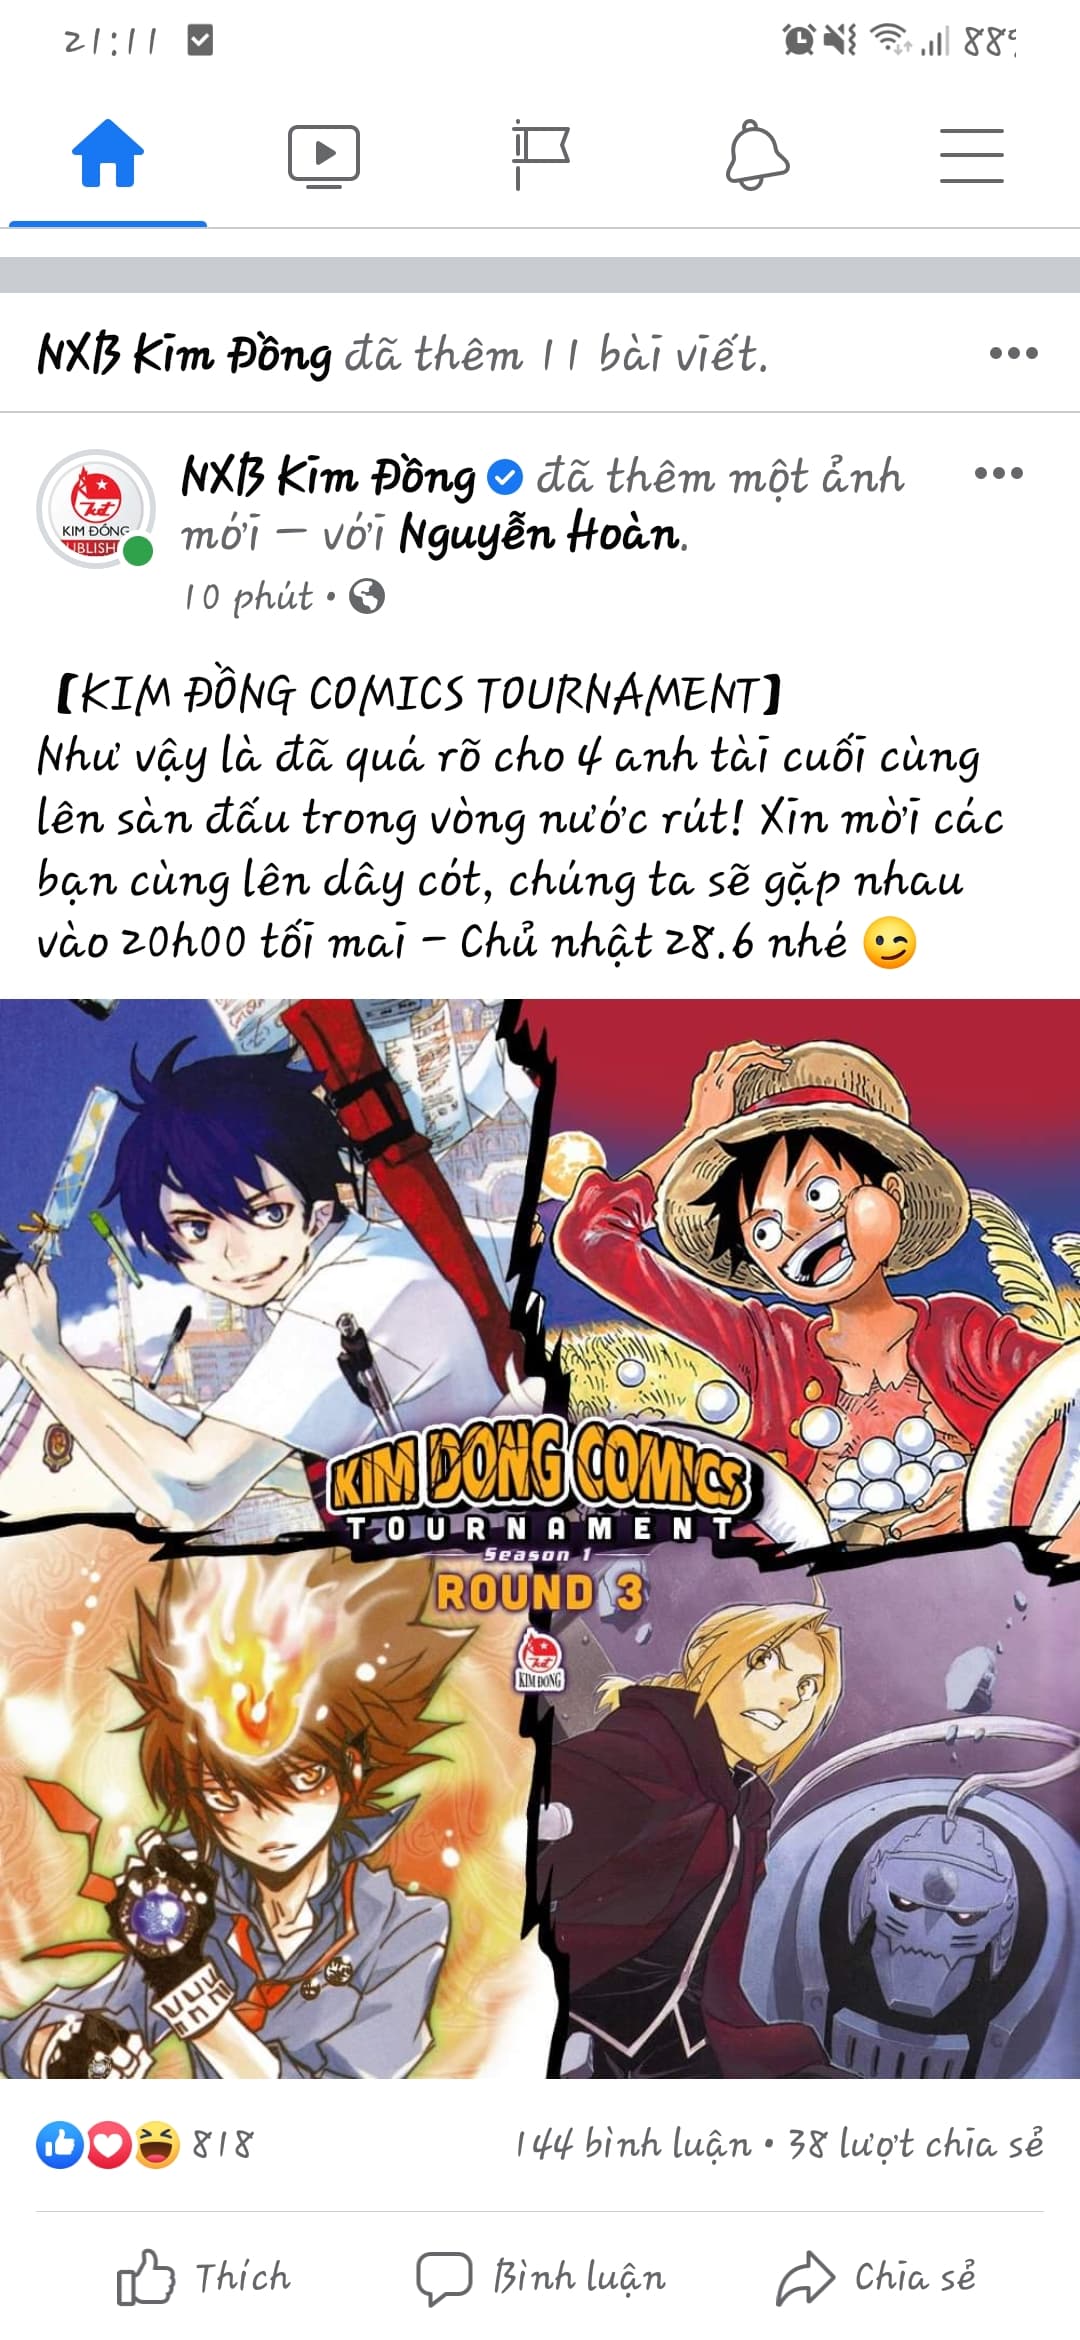 21:11
NXB Kim Đồng đã thêm 11 bài viết.
NXB Kim Đồng đã thêm một ảnh
mới — với Nguyễn Hoàn.
10 phút •
【KIM ĐỒNG COMICS TOURNAMENT】
Như vậy là đã quá rõ cho 4 anh tài cuối cùng
lên sàn đấu trong vòng nước rút! Xin mời các
bạn cùng lên dây cót, chúng ta sẽ gặp nhau
vào 20h00 tối mai – Chủ nhật 28.6 nhé 😉
KIM ĐỒNG
KIM DONG COMICS
TOURNAMENT
Season 1
ROUND 3
KIM ĐỒNG
818
144 bình luận • 38 lượt chia sẻ
Thích
Bình luận
Chia sẻ